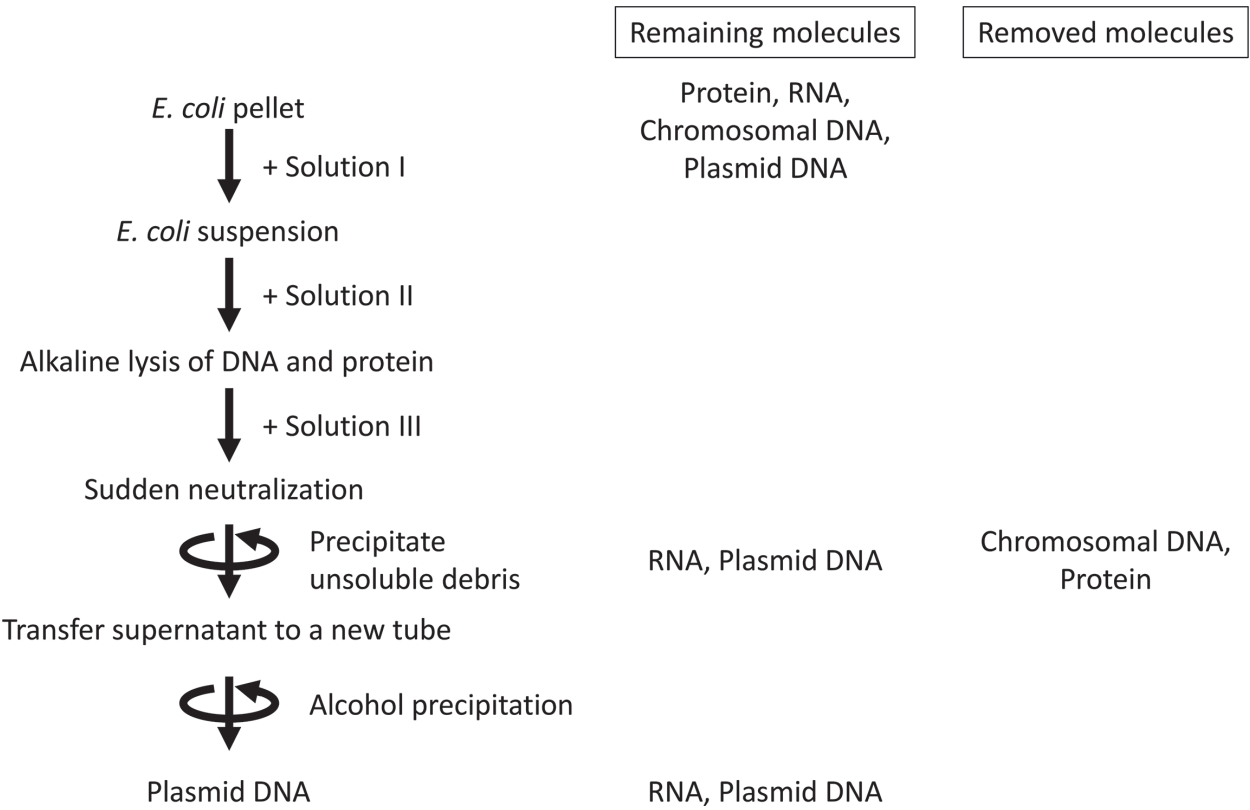 Remaining molecules
Removed molecules
E. coli pellet
Protein, RNA,
Chromosomal DNA,
Plasmid DNA
+ Solution I
E. coli suspension
+ Solution II
Alkaline lysis of DNA and protein
+ Solution III
Sudden neutralization
Precipitate
unsoluble debris
RNA, Plasmid DNA
Chromosomal DNA,
Protein
Transfer supernatant to a new tube
Alcohol precipitation
Plasmid DNA
RNA, Plasmid DNA